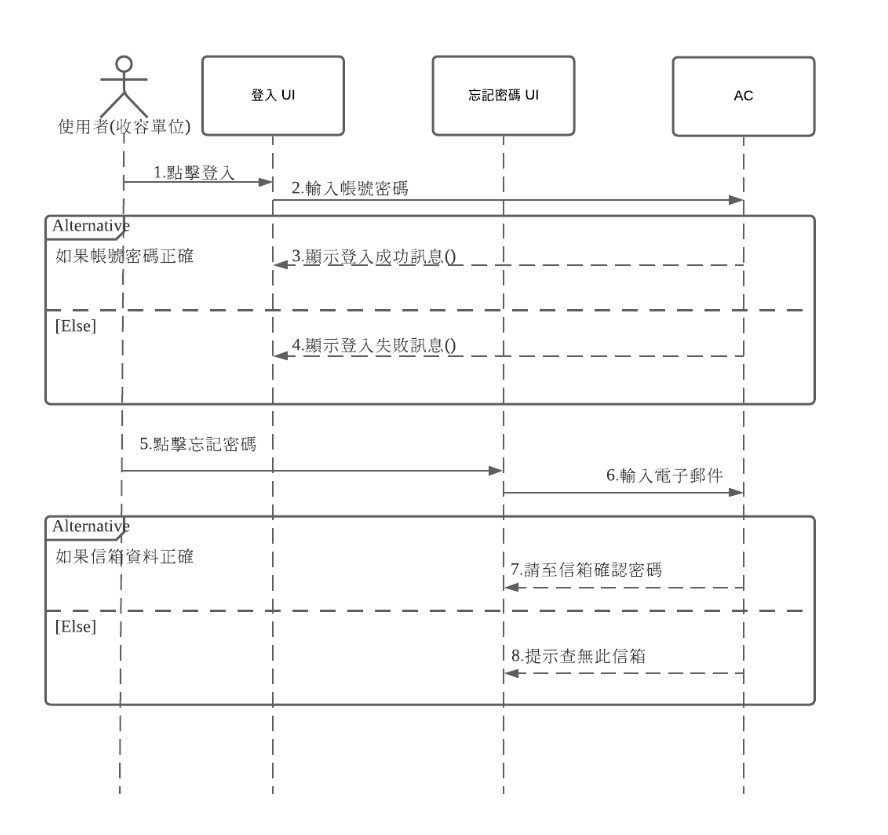 登入 UI
忘記密碼 UI
AC
使用者(收容單位)
1.點擊登入
2.輸入帳號密碼
Alternative
如果帳號密碼正確
3.顯示登入成功訊息()
[Else]
4.顯示登入失敗訊息()
5.點擊忘記密碼
6.輸入電子郵件
Alternative
如果信箱資料正確
7.請至信箱確認密碼
[Else]
8.提示查無此信箱